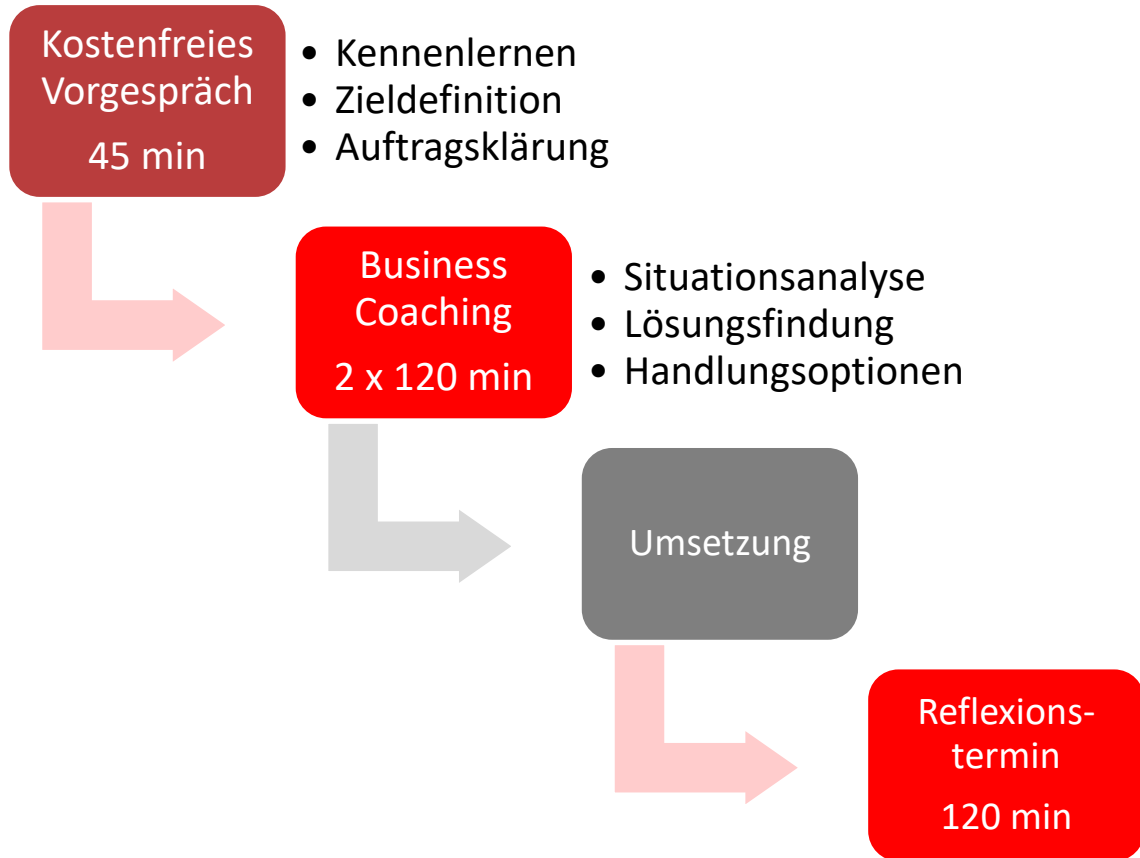 Kostenfreies
Vorgespräch
45 min
• Kennenlernen
• Zieldefinition
• Auftragsklärung
Business
Coaching
2 x 120 min
• Situationsanalyse
• Lösungsfindung
• Handlungsoptionen
Umsetzung
Reflexions-
termin
120 min